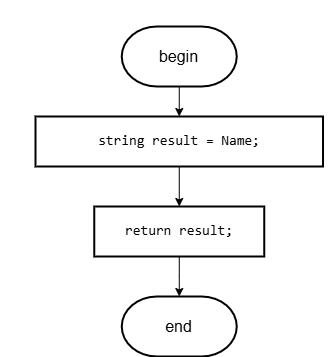 begin
string result = Name;
return result;
end